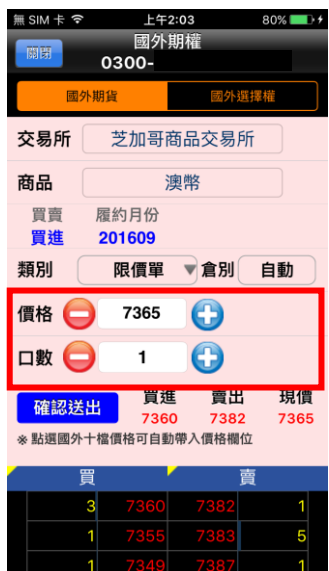 無 SIM 卡 上午2:03 80%
國外期權
關閉
0300-
國外期貨 國外選擇權
交易所 芝加哥商品交易所
商品 澳幣
買賣 履約月份
買進 201609
類別 限價單 倉別 自動
價格 7365
口數 1
確認送出 買進 賣出 現價
7360 7382 7365
※ 點選國外十檔價格可自動帶入價格欄位
買 賣
3 7360 7382 1
1 7355 7383 5
1 7349 7387 1